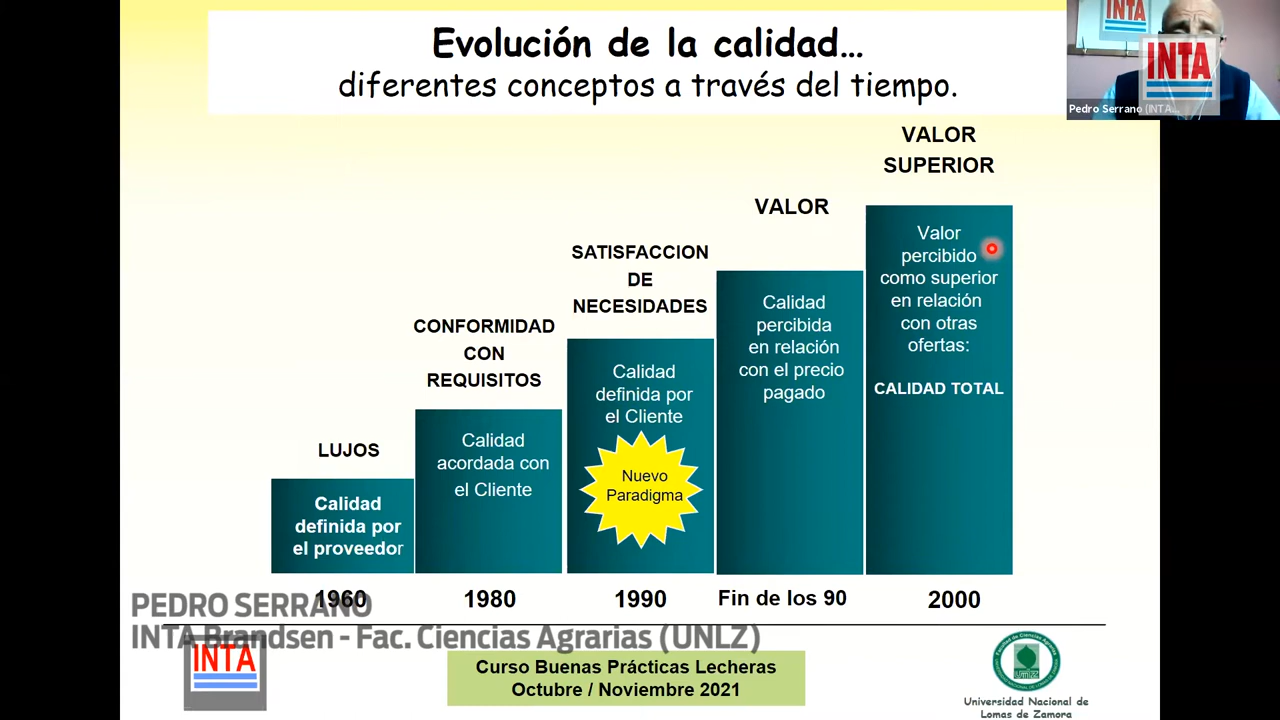 Evolución de la calidad...
diferentes conceptos a través del tiempo.
INTA
INTA
Pedro Serrano (INTA...
VALOR
SUPERIOR
VALOR
SATISFACCION
DE
NECESIDADES
CONFORMIDAD
CON
REQUISITOS
LUJOS
Calidad
definida por
el proveedor
Calidad
acordada con
el Cliente
Calidad
definida por
el Cliente
Nuevo
Paradigma
Calidad
percibida
en relación
con el precio
pagado
Valor
percibido
como superior
en relación
con otras
ofertas:
CALIDAD TOTAL
1960
1980
1990
Fin de los 90
2000
PEDRO SERRANO
INTA Brandsen - Fac. Ciencias Agrarias (UNLZ)
INTA
Curso Buenas Prácticas Lecheras
Octubre / Noviembre 2021
Universidad Nacional de
Lomas de Zamora